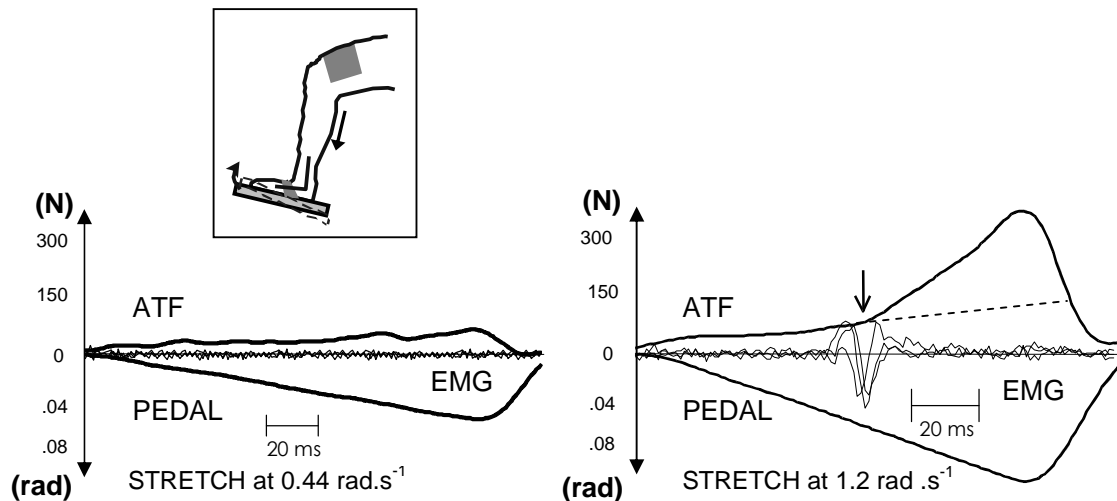 (N)
300
150
0
.04
.08
(rad)
ATF
EMG
PEDAL
20 ms
STRETCH at 0.44 rad.s⁻¹
(N)
300
150
0
.04
.08
(rad)
ATF
EMG
PEDAL
20 ms
STRETCH at 1.2 rad .s⁻¹